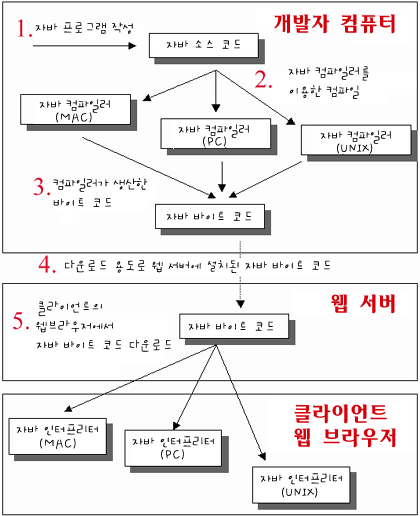 개발자 컴퓨터
1. 자바 프로그램 작성
자바 소스 코드
2. 자바 컴파일러를
이용한 컴파일
자바 컴파일러
(MAC)
자바 컴파일러
(PC)
자바 컴파일러
(UNIX)
3. 컴파일러가 생산한
바이트 코드
자바 바이트 코드
4. 다운로드 용도로 웹 서버에 설치된 자바 바이트 코드
웹 서버
5. 클라이언트의
웹브라우저에서
자바 바이트 코드 다운로드
자바 바이트 코드
클라이언트
웹 브라우저
자바 인터프리터
(MAC)
자바 인터프리터
(PC)
자바 인터프리터
(UNIX)